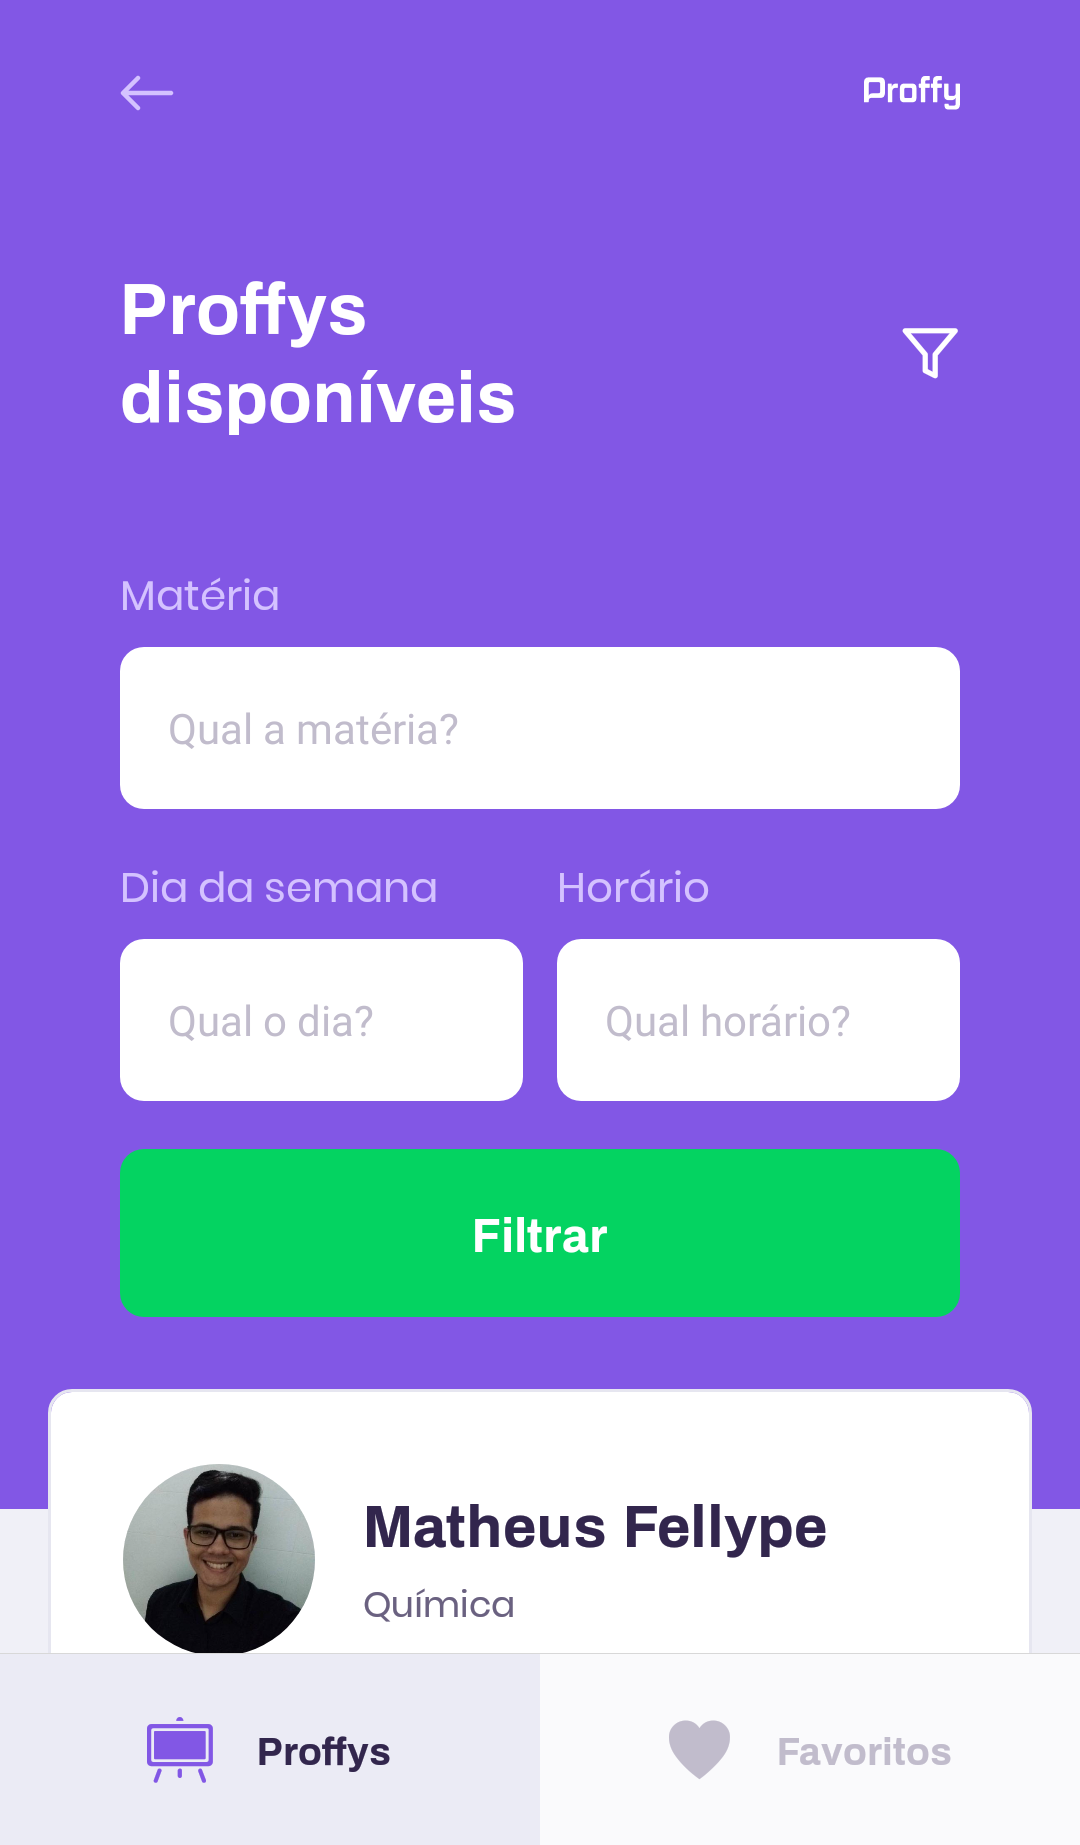 Proffy
Proffys
disponíveis
Matéria
Qual a matéria?
Dia da semana
Horário
Qual o dia?
Qual horário?
Filtrar
Matheus Fellype
Química
Proffys
Favoritos